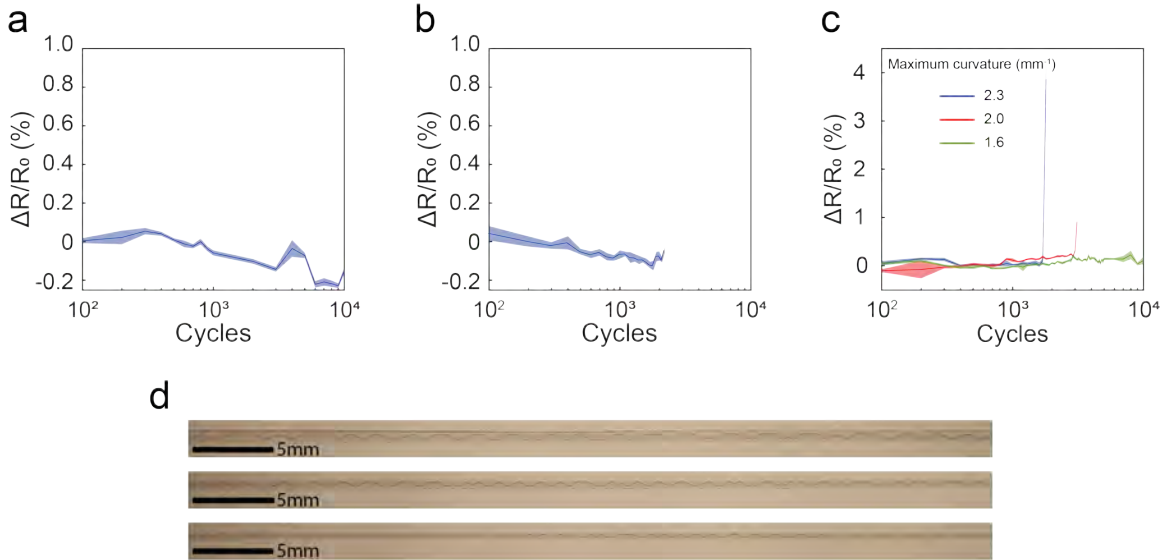 a
1.0
0.8
0.6
0.4
0.2
0
-0.2
ΔR/R₀ (%)
10²
10³
10⁴
Cycles
b
1.0
0.8
0.6
0.4
0.2
0
-0.2
ΔR/R₀ (%)
10²
10³
10⁴
Cycles
c
4
3
2
1
0
ΔR/R₀ (%)
Maximum curvature (mm⁻¹)
2.3
2.0
1.6
10²
10³
10⁴
Cycles
d
5mm
5mm
5mm